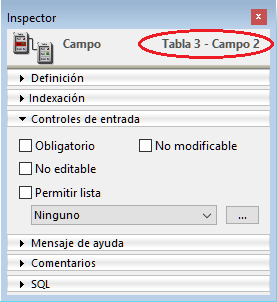 Inspector
Campo Tabla 3 - Campo 2
Definición
Indexación
Controles de entrada
Obligatorio No modificable
No editable
Permitir lista
Ninguno ...
Mensaje de ayuda
Comentarios
SQL